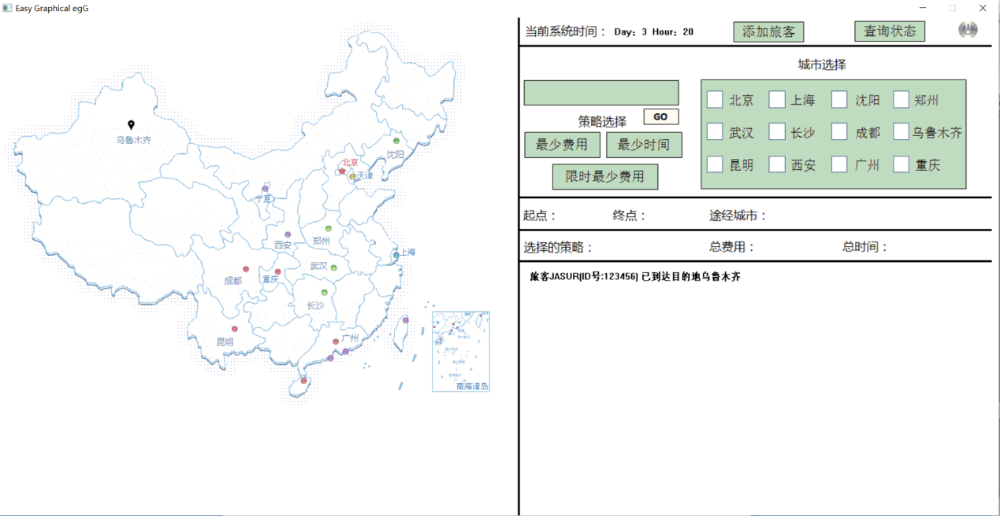 Easy Graphical egG
当前系统时间： Day: 3 Hour: 20
添加旅客
查询状态
城市选择
策略选择
GO
最少费用
最少时间
限时最少费用
北京
上海
沈阳
郑州
武汉
长沙
成都
乌鲁木齐
昆明
西安
广州
重庆
起点：
终点：
途经城市：
选择的策略：
总费用：
总时间：
旅客JASUR(ID号:123456) 已到达目的地乌鲁木齐
乌鲁木齐
沈阳
北京
天津
宁夏
西安
郑州
上海
武汉
成都
重庆
长沙
昆明
广州
南海诸岛